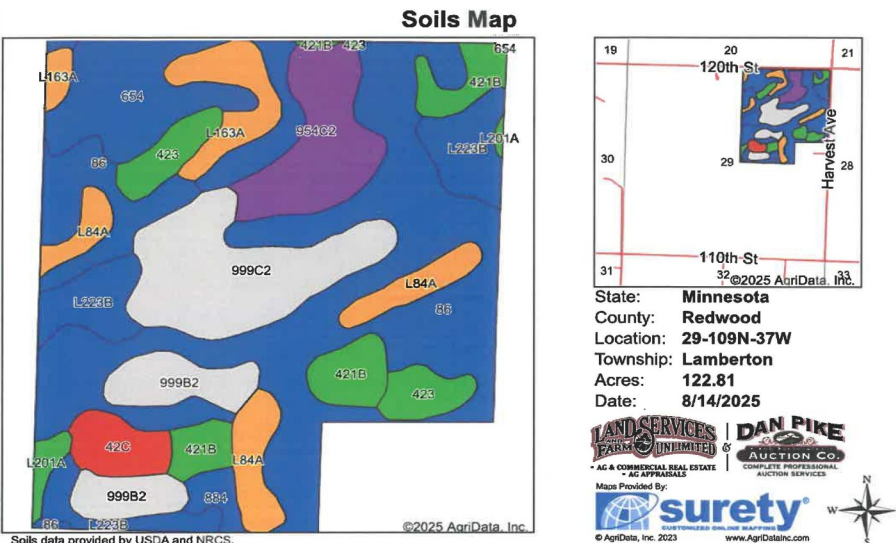 Soils Map
421B 423 654
L163A
654
421B
L163A
954C2
L201A
423
L223B
86
L84A
999C2
L84A
L223B
86
999B2
421B
423
42C
421B
L201A
L84A
999B2
884
86
L223B
©2025 AgriData, Inc.
Soils data provided by USDA and NRCS.
19 20 21
120th St
30
29
28
Harvest Ave
110th St
31 32 33
©2025 AgriData, Inc.
State: Minnesota
County: Redwood
Location: 29-109N-37W
Township: Lamberton
Acres: 122.81
Date: 8/14/2025
LAND SERVICES
AND
FARM UNLIMITED
• AG & COMMERCIAL REAL ESTATE
• AG APPRAISALS
&
DAN PIKE
AUCTION CO.
COMPLETE PROFESSIONAL
AUCTION SERVICES
Maps Provided By:
surety®
CUSTOMIZED ONLINE MAPPING
© AgriData, Inc. 2023 www.AgriDataInc.com
N
W E
S